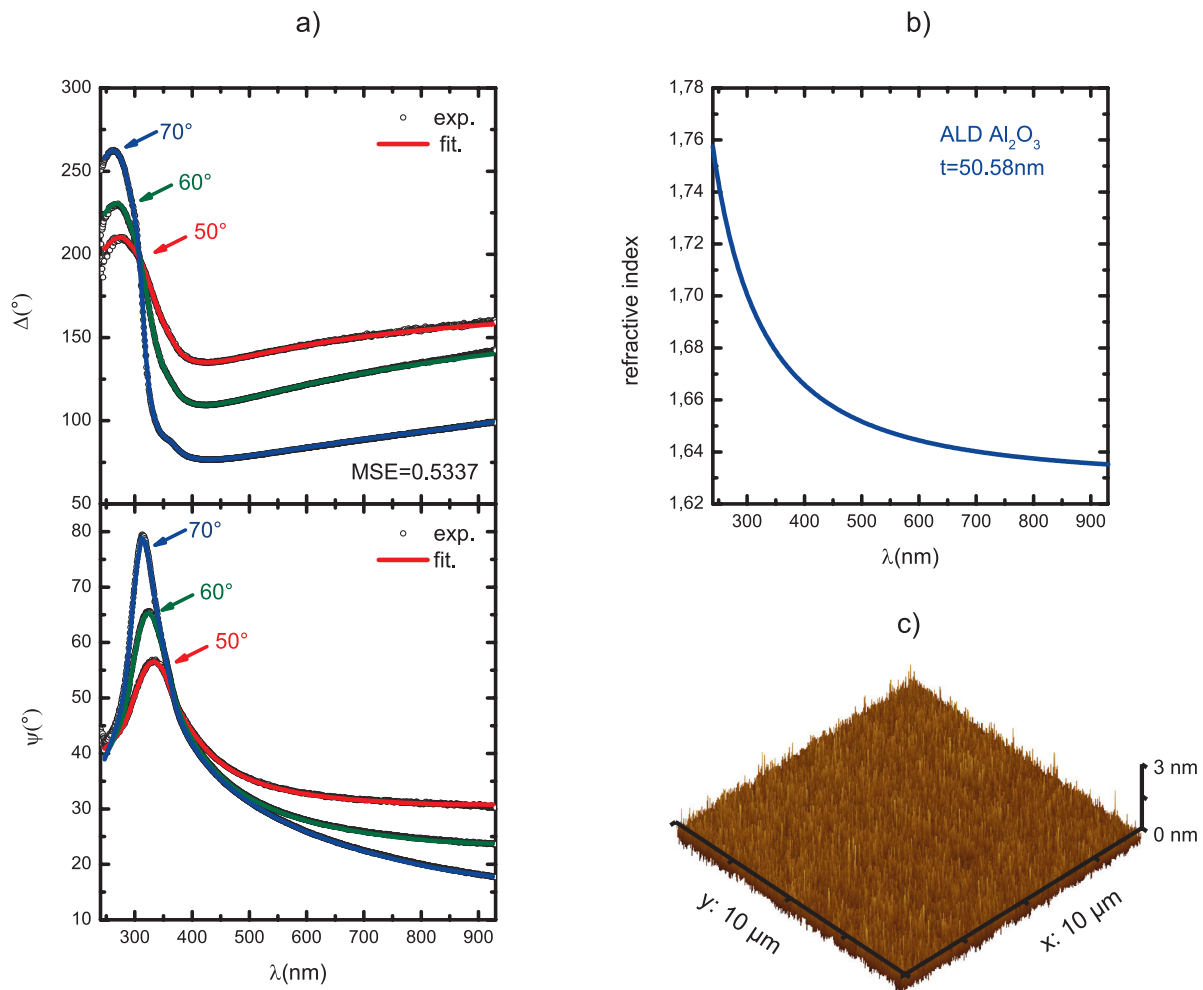 a)
300
250
200
150
100
50
Δ(°)
70°
60°
50°
exp.
fit.
MSE=0.5337
80
70
60
50
40
30
20
10
Ψ(°)
70°
60°
50°
exp.
fit.
300 400 500 600 700 800 900
λ(nm)
b)
1,78
1,76
1,74
1,72
1,70
1,68
1,66
1,64
1,62
refractive index
ALD Al₂O₃
t=50.58nm
300 400 500 600 700 800 900
λ(nm)
c)
3 nm
0 nm
y: 10 µm
x: 10 µm